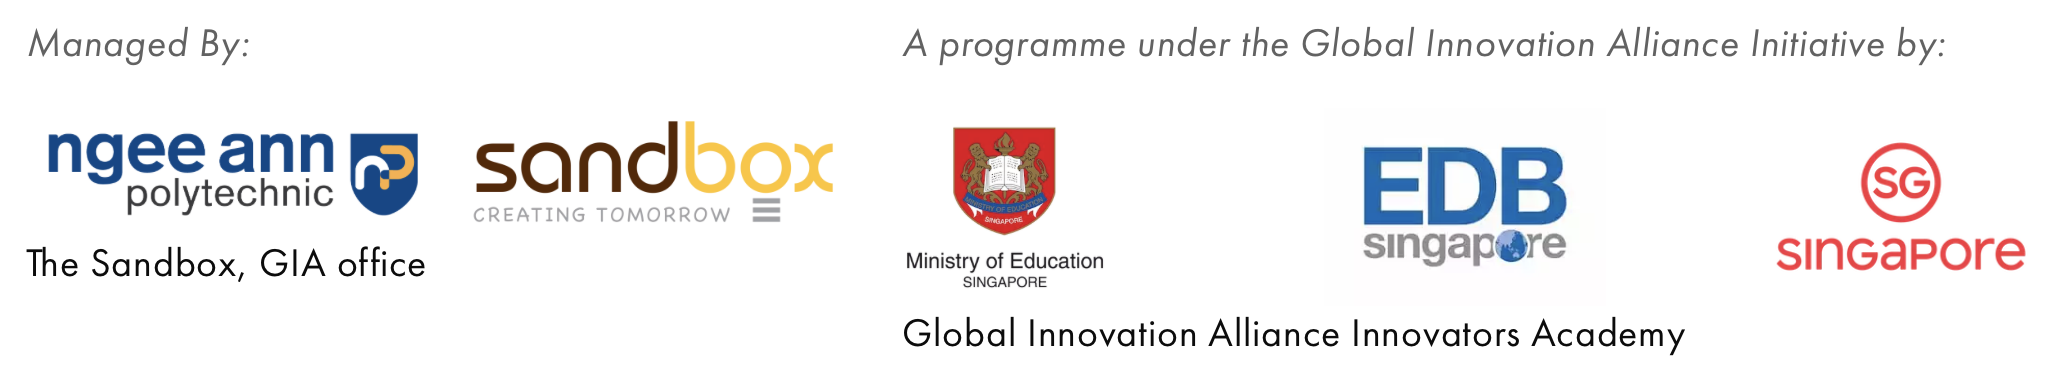 Managed By:
ngee ann
polytechnic
np
sandbox
CREATING TOMORROW
The Sandbox, GIA office
A programme under the Global Innovation Alliance Initiative by:
MINISTRY OF EDUCATION
SINGAPORE
Ministry of Education
SINGAPORE
EDB
singapore
SG
SINGAPORE
Global Innovation Alliance Innovators Academy